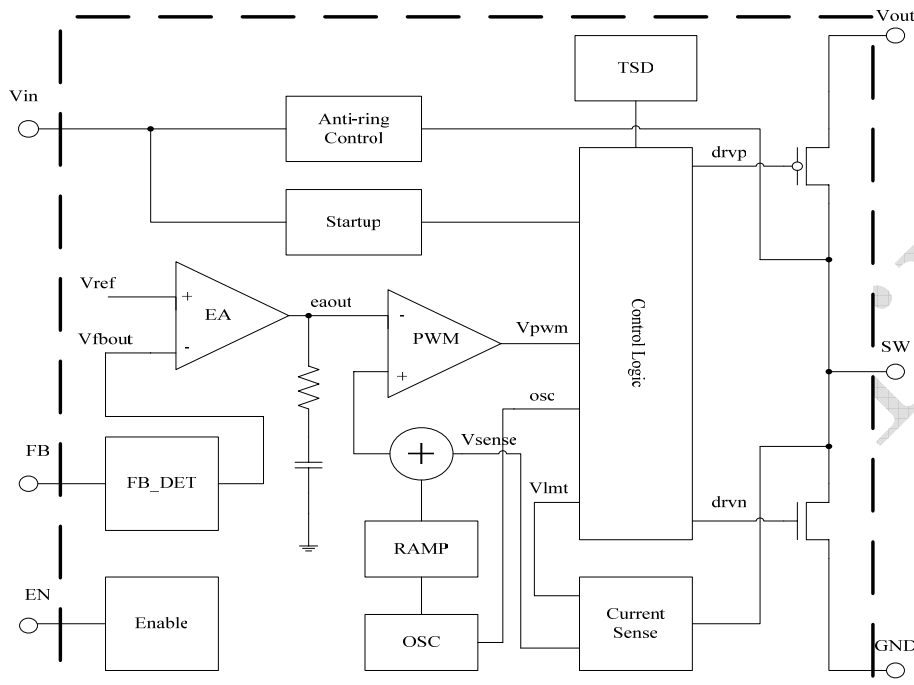 Vout
TSD
Vin
Anti-ring
Control
drvp
Startup
Vref
+
EA
eaout
-
PWM
Vpwm
Control Logic
Vfbout
-
SW
+
osc
FB
+
Vsense
FB_DET
Vlmt
drvn
RAMP
EN
Enable
OSC
Current
Sense
GND